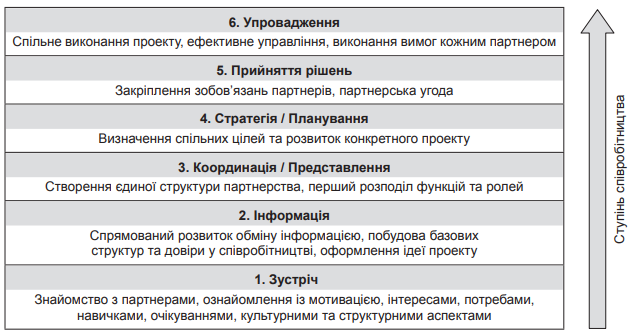 6. Упровадження
Спільне виконання проекту, ефективне управління, виконання вимог кожним партнером
5. Прийняття рішень
Закріплення зобов’язань партнерів, партнерська угода
4. Стратегія / Планування
Визначення спільних цілей та розвиток конкретного проекту
3. Координація / Представлення
Створення єдиної структури партнерства, перший розподіл функцій та ролей
2. Інформація
Спрямований розвиток обміну інформацією, побудова базових
структур та довіри у співробітництві, оформлення ідеї проекту
1. Зустріч
Знайомство з партнерами, ознайомлення із мотивацією, інтересами, потребами,
навичками, очікуваннями, культурними та структурними аспектами
Ступінь співробітництва